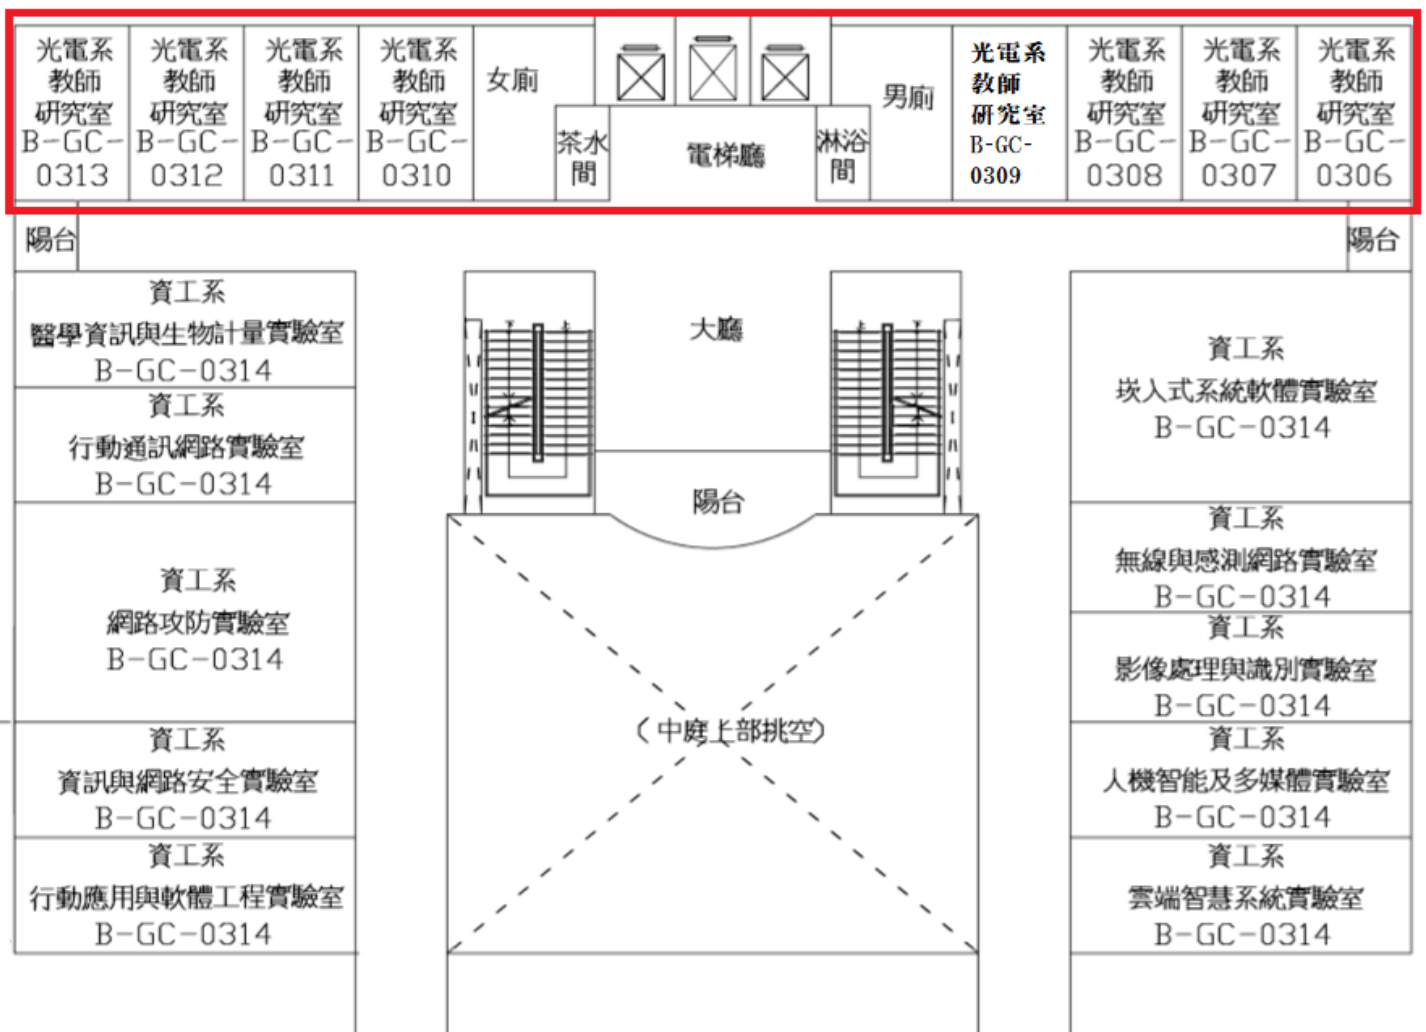 光電系
教師
研究室
B-GC-
0313
光電系
教師
研究室
B-GC-
0312
光電系
教師
研究室
B-GC-
0311
光電系
教師
研究室
B-GC-
0310
女廁
茶水
間
電梯廳
淋浴
間
男廁
光電系
教師
研究室
B-GC-
0309
光電系
教師
研究室
B-GC-
0308
光電系
教師
研究室
B-GC-
0307
光電系
教師
研究室
B-GC-
0306
陽台
陽台
資工系
醫學資訊與生物計量實驗室
B-GC-0314
資工系
行動通訊網路實驗室
B-GC-0314
資工系
網路攻防實驗室
B-GC-0314
資工系
資訊與網路安全實驗室
B-GC-0314
資工系
行動應用與軟體工程實驗室
B-GC-0314
大廳
陽台
(中庭上部挑空)
資工系
崁入式系統軟體實驗室
B-GC-0314
資工系
無線與感測網路實驗室
B-GC-0314
資工系
影像處理與識別實驗室
B-GC-0314
資工系
人機智能及多媒體實驗室
B-GC-0314
資工系
雲端智慧系統實驗室
B-GC-0314